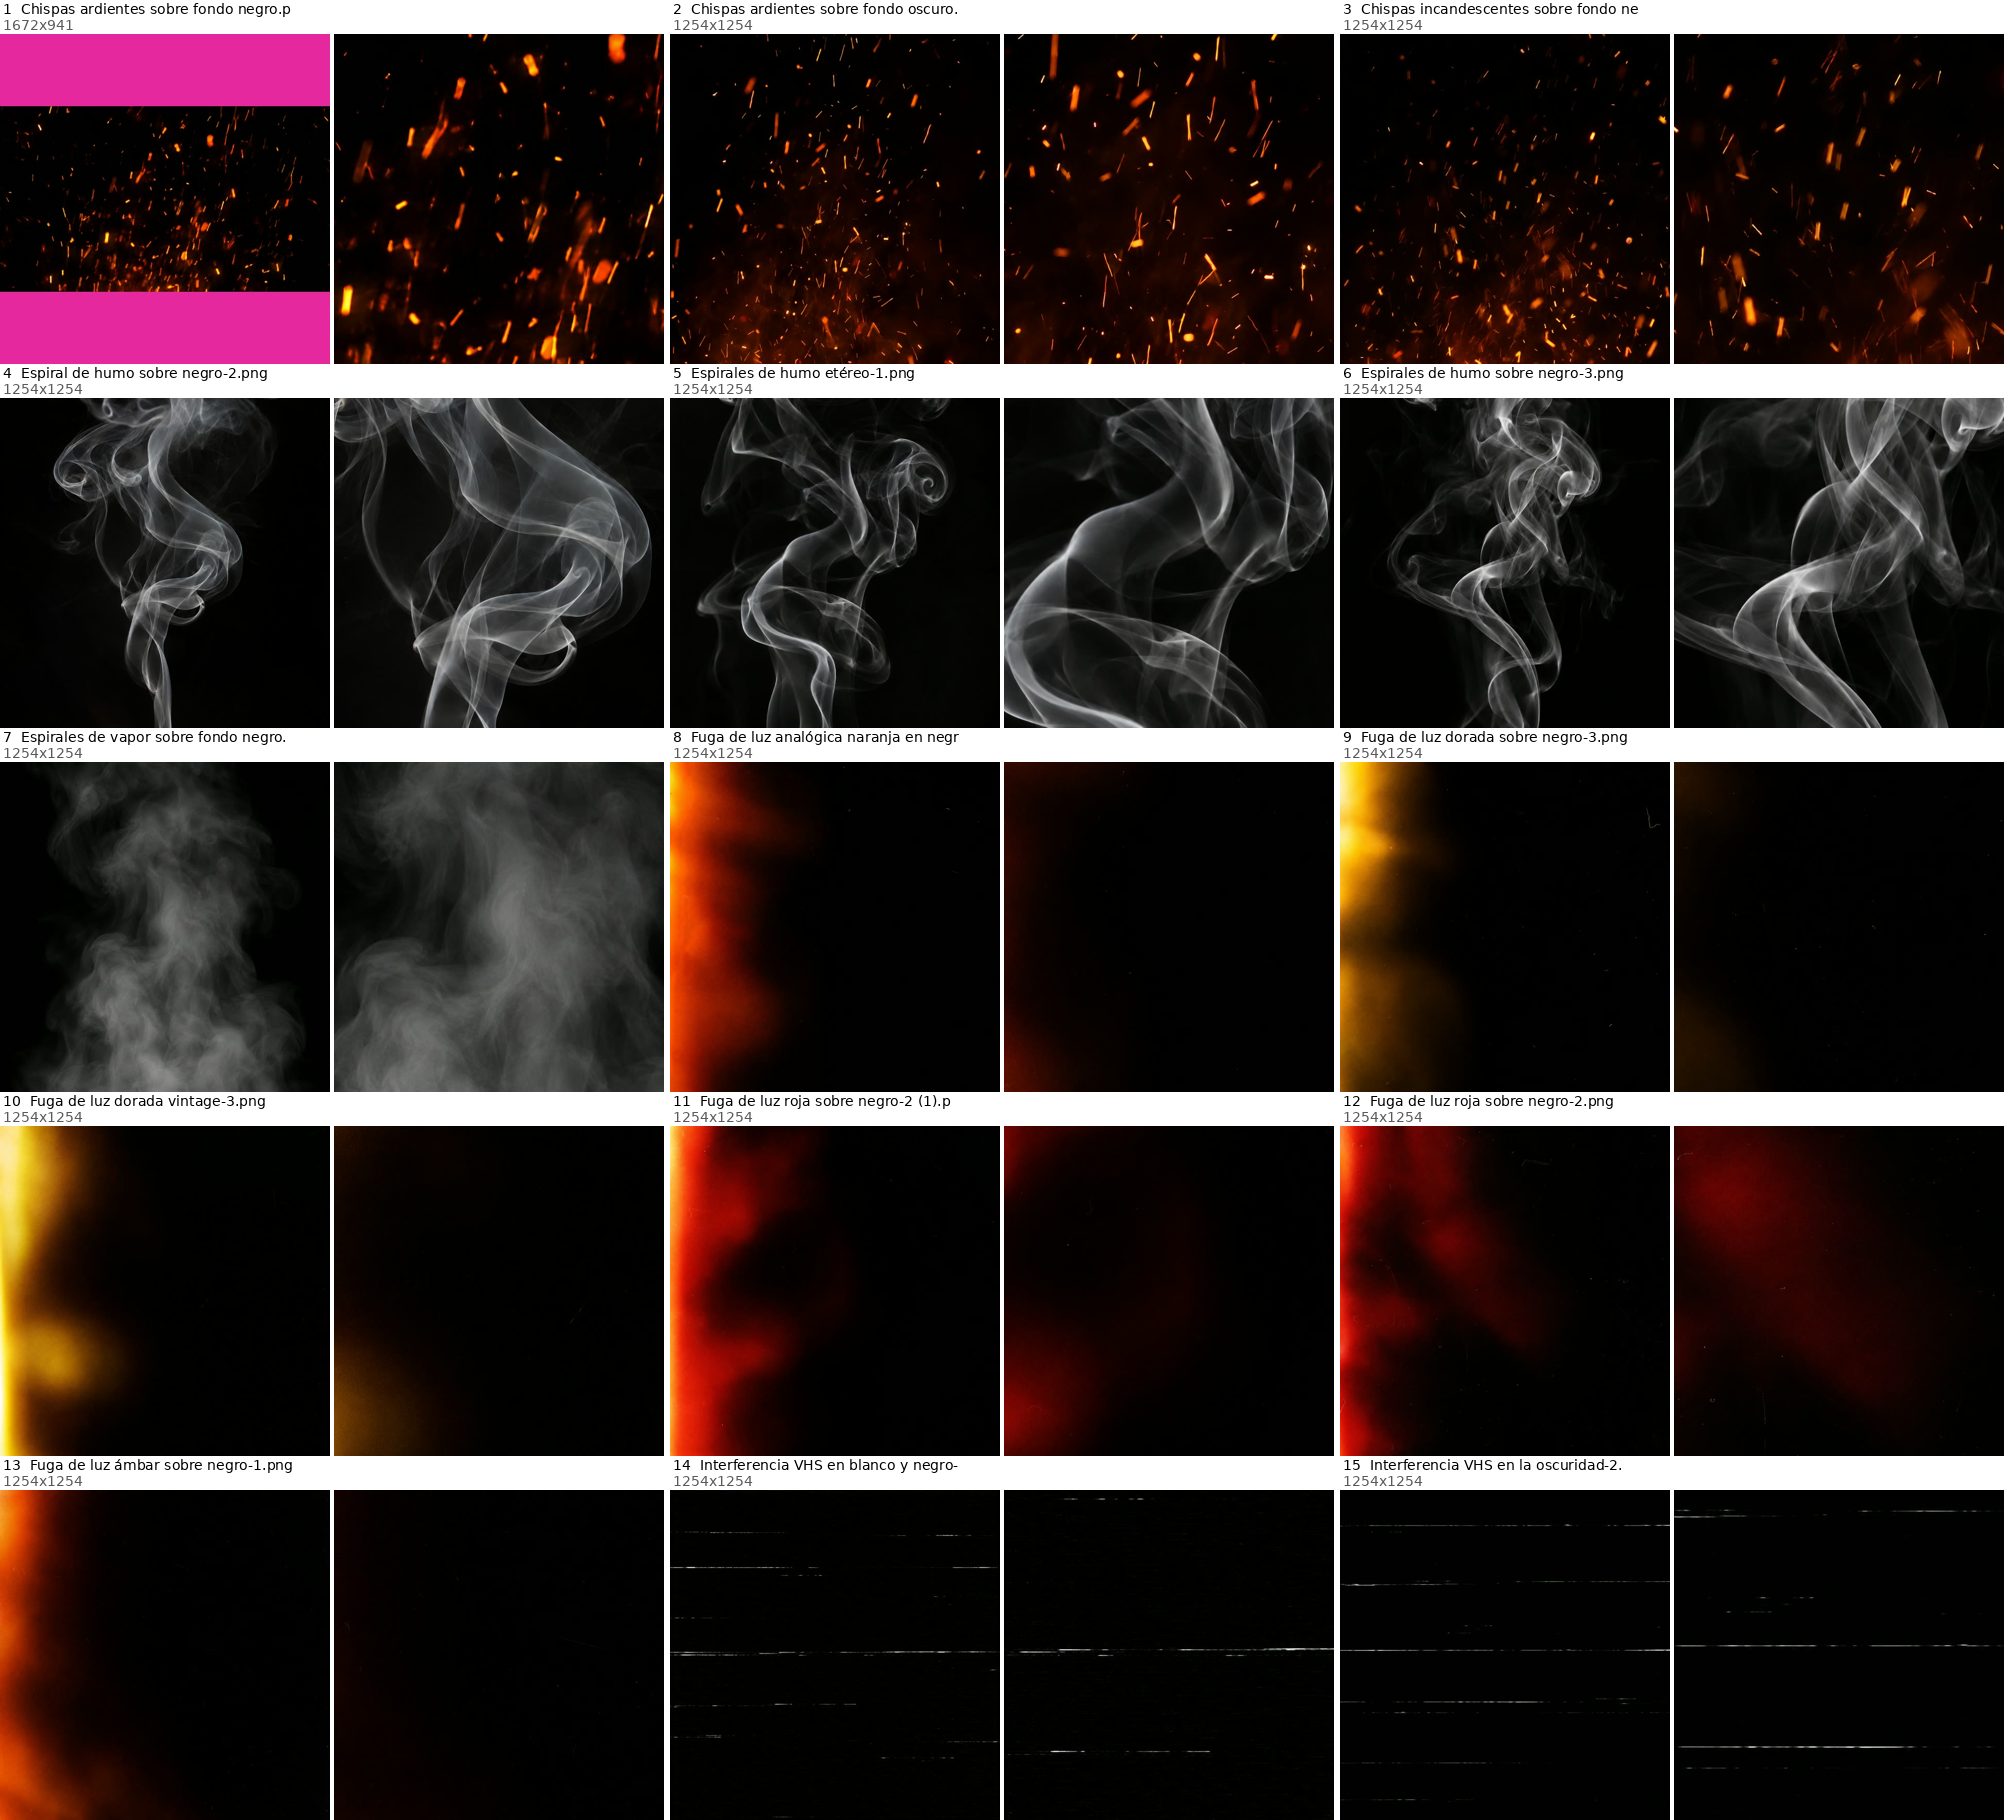 1 Chispas ardientes sobre fondo negro.p
1672x941
2 Chispas ardientes sobre fondo oscuro.
1254x1254
3 Chispas incandescentes sobre fondo ne
1254x1254
4 Espiral de humo sobre negro-2.png
1254x1254
5 Espirales de humo etéreo-1.png
1254x1254
6 Espirales de humo sobre negro-3.png
1254x1254
7 Espirales de vapor sobre fondo negro.
1254x1254
8 Fuga de luz analógica naranja en negr
1254x1254
9 Fuga de luz dorada sobre negro-3.png
1254x1254
10 Fuga de luz dorada vintage-3.png
1254x1254
11 Fuga de luz roja sobre negro-2 (1).p
1254x1254
12 Fuga de luz roja sobre negro-2.png
1254x1254
13 Fuga de luz ámbar sobre negro-1.png
1254x1254
14 Interferencia VHS en blanco y negro-
1254x1254
15 Interferencia VHS en la oscuridad-2.
1254x1254